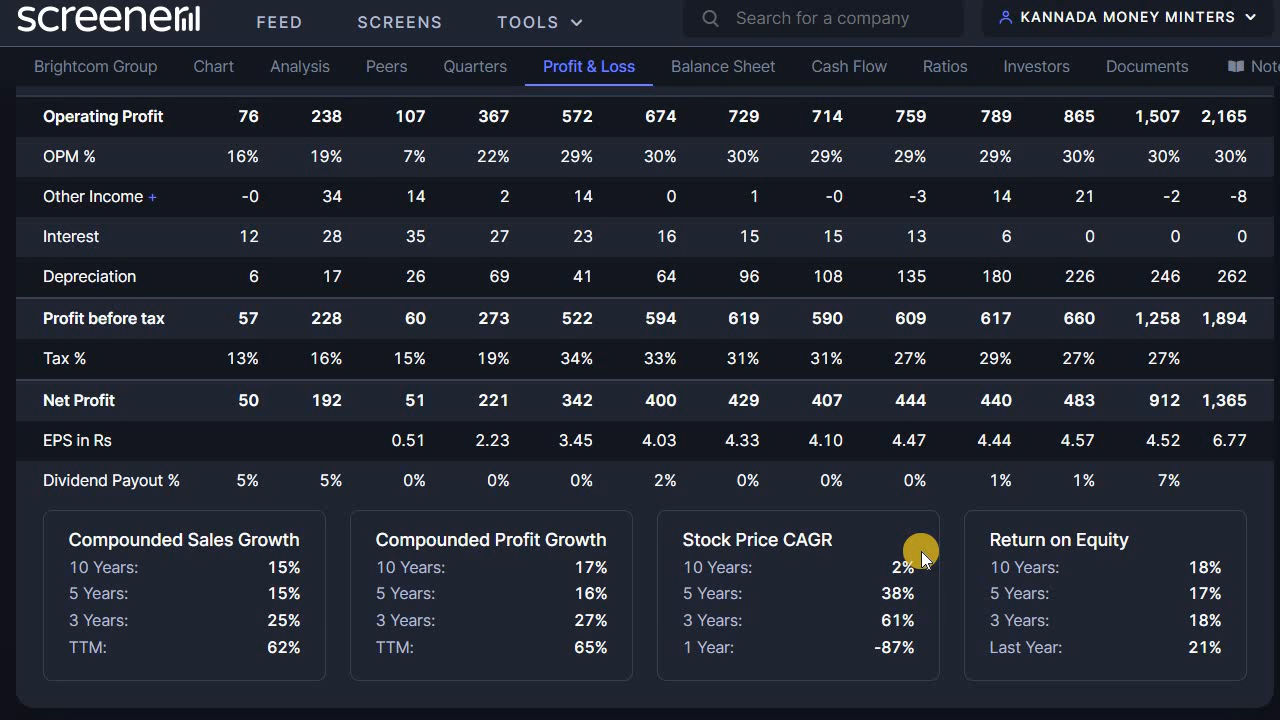 screener
FEED SCREENS TOOLS Search for a company KANNADA MONEY MINTERS
Brightcom Group Chart Analysis Peers Quarters Profit & Loss Balance Sheet Cash Flow Ratios Investors Documents Note
Operating Profit 76 238 107 367 572 674 729 714 759 789 865 1,507 2,165
OPM % 16% 19% 7% 22% 29% 30% 30% 29% 29% 29% 30% 30% 30%
Other Income + -0 34 14 2 14 0 1 -0 -3 14 21 -2 -8
Interest 12 28 35 27 23 16 15 15 13 6 0 0 0
Depreciation 6 17 26 69 41 64 96 108 135 180 226 246 262
Profit before tax 57 228 60 273 522 594 619 590 609 617 660 1,258 1,894
Tax % 13% 16% 15% 19% 34% 33% 31% 31% 27% 29% 27% 27%
Net Profit 50 192 51 221 342 400 429 407 444 440 483 912 1,365
EPS in Rs 0.51 2.23 3.45 4.03 4.33 4.10 4.47 4.44 4.57 4.52 6.77
Dividend Payout % 5% 5% 0% 0% 0% 2% 0% 0% 0% 1% 1% 7%
Compounded Sales Growth
10 Years: 15%
5 Years: 15%
3 Years: 25%
TTM: 62%
Compounded Profit Growth
10 Years: 17%
5 Years: 16%
3 Years: 27%
TTM: 65%
Stock Price CAGR
10 Years: 2%
5 Years: 38%
3 Years: 61%
1 Year: -87%
Return on Equity
10 Years: 18%
5 Years: 17%
3 Years: 18%
Last Year: 21%